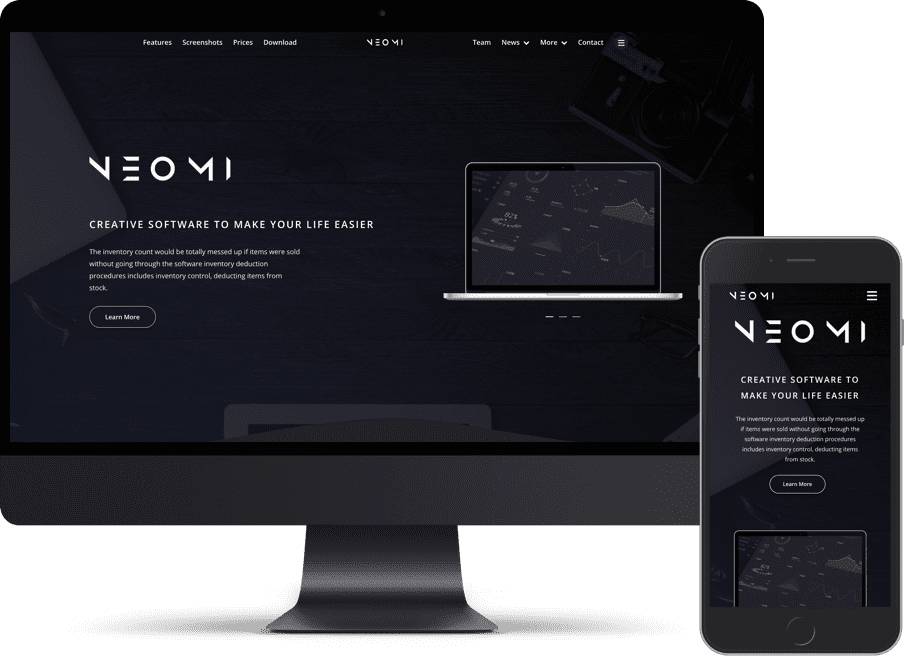 Features Screenshots Prices Download NEOMI Team News More Contact
NEOMI
CREATIVE SOFTWARE TO MAKE YOUR LIFE EASIER
The inventory count would be totally messed up if items were sold
without going through the software inventory deduction
procedures includes inventory control, deducting items from
stock.
Learn More
NEOMI
NEOMI
CREATIVE SOFTWARE TO
MAKE YOUR LIFE EASIER
The inventory count would be totally messed up
if items were sold without going through the
software inventory deduction procedures
includes inventory control, deducting items
from stock.
Learn More